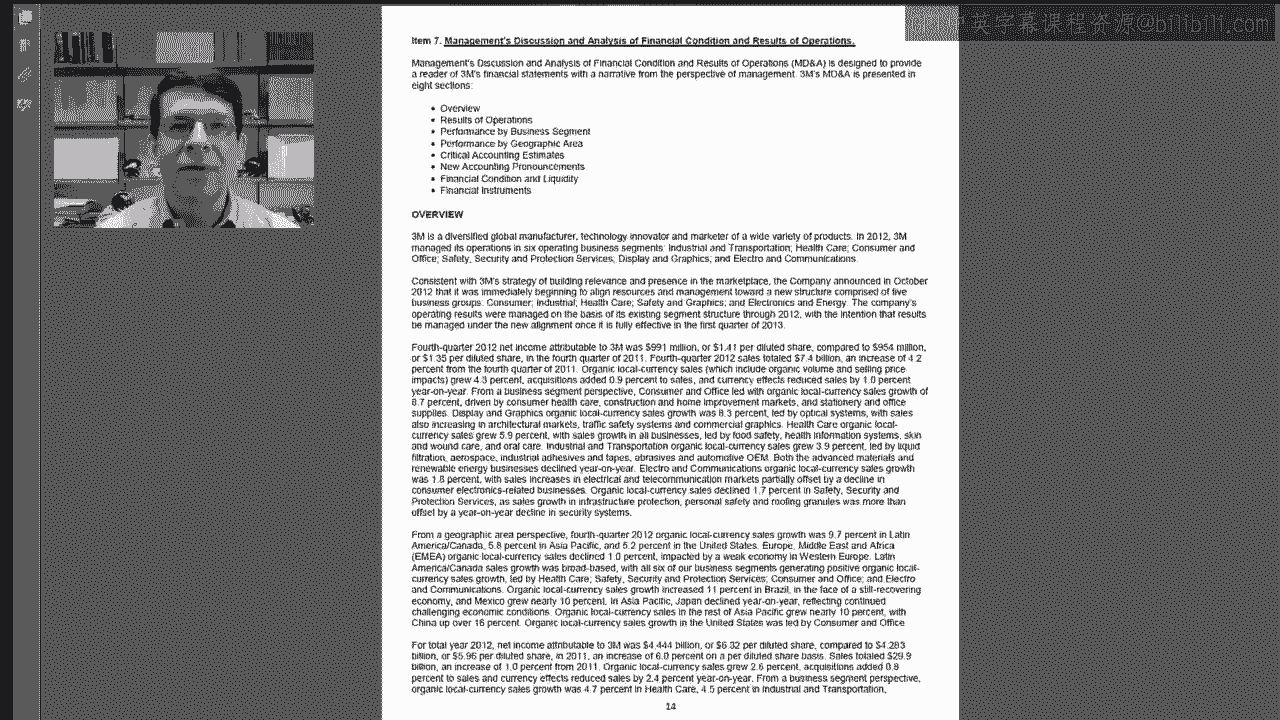 中英字幕课程资源@bilibili.com
Item 7. Management's Discussion and Analysis of Financial Condition and Results of Operations.
Management's Discussion and Analysis of Financial Condition and Results of Operations (MD&A) is designed to provide
a reader of 3M's financial statements with a narrative from the perspective of management. 3M's MD&A is presented in
eight sections:
• Overview
• Results of Operations
• Performance by Business Segment
• Performance by Geographic Area
• Critical Accounting Estimates
• New Accounting Pronouncements
• Financial Condition and Liquidity
• Financial Instruments
OVERVIEW
3M is a diversified global manufacturer, technology innovator and marketer of a wide variety of products. In 2012, 3M
managed its operations in six operating business segments: Industrial and Transportation; Health Care; Consumer and
Office; Safety, Security and Protection Services; Display and Graphics; and Electro and Communications.
Consistent with 3M's strategy of building relevance and presence in the marketplace, the Company announced in October
2012 that it was immediately beginning to align resources and management toward a new structure comprised of five
business groups: Consumer; Industrial; Health Care; Safety and Graphics; and Electronics and Energy. The company's
operating results were managed on the basis of its existing segment structure through 2012, with the intention that results
be managed under the new alignment once it is fully effective in the first quarter of 2013.
Fourth-quarter 2012 net income attributable to 3M was $991 million, or $1.41 per diluted share, compared to $954 million,
or $1.35 per diluted share, in the fourth quarter of 2011. Fourth-quarter 2012 sales totaled $7.4 billion, an increase of 4.2
percent from the fourth quarter of 2011. Organic local-currency sales (which include organic volume and selling price
impacts) grew 4.3 percent, acquisitions added 0.9 percent to sales, and currency effects reduced sales by 1.0 percent
year-on-year. From a business segment perspective, Consumer and Office led with organic local-currency sales growth of
8.7 percent, driven by consumer health care, construction and home improvement markets, and stationery and office
supplies. Display and Graphics organic local-currency sales growth was 8.3 percent, led by optical systems, with sales
also increasing in architectural markets, traffic safety systems and commercial graphics. Health Care organic local-
currency sales grew 5.9 percent, with sales growth in all businesses, led by food safety, health information systems, skin
and wound care, and oral care. Industrial and Transportation organic local-currency sales grew 3.9 percent, led by liquid
filtration, aerospace, industrial adhesives and tapes, abrasives and automotive OEM. Both the advanced materials and
renewable energy businesses declined year-on-year. Electro and Communications organic local-currency sales growth
was 1.8 percent, with sales increases in electrical and telecommunication markets partially offset by a decline in
consumer electronics-related businesses. Organic local-currency sales declined 1.7 percent in Safety, Security and
Protection Services, as sales growth in infrastructure protection, personal safety and roofing granules was more than
offset by a year-on-year decline in security systems.
From a geographic area perspective, fourth-quarter 2012 organic local-currency sales growth was 9.7 percent in Latin
America/Canada, 5.8 percent in Asia Pacific, and 5.2 percent in the United States. Europe, Middle East and Africa
(EMEA) organic local-currency sales declined 1.0 percent, impacted by a weak economy in Western Europe. Latin
America/Canada sales growth was broad-based, with all six of our business segments generating positive organic local-
currency sales growth, led by Health Care; Safety, Security and Protection Services; Consumer and Office; and Electro
and Communications. Organic local-currency sales growth increased 11 percent in Brazil, in the face of a still-recovering
economy, and Mexico grew nearly 10 percent. In Asia Pacific, Japan declined year-on-year, reflecting continued
challenging economic conditions. Organic local-currency sales in the rest of Asia Pacific grew nearly 10 percent, with
China up over 16 percent. Organic local-currency sales growth in the United States was led by Consumer and Office
For total year 2012, net income attributable to 3M was $4.444 billion, or $6.32 per diluted share, compared to $4.283
billion, or $5.96 per diluted share, in 2011, an increase of 6.0 percent on a per diluted share basis. Sales totaled $29.9
billion, an increase of 1.0 percent from 2011. Organic local-currency sales grew 2.6 percent, acquisitions added 0.8
percent to sales and currency effects reduced sales by 2.4 percent year-on-year. From a business segment perspective,
organic local-currency sales growth was 4.7 percent in Health Care, 4.5 percent in Industrial and Transportation,
14